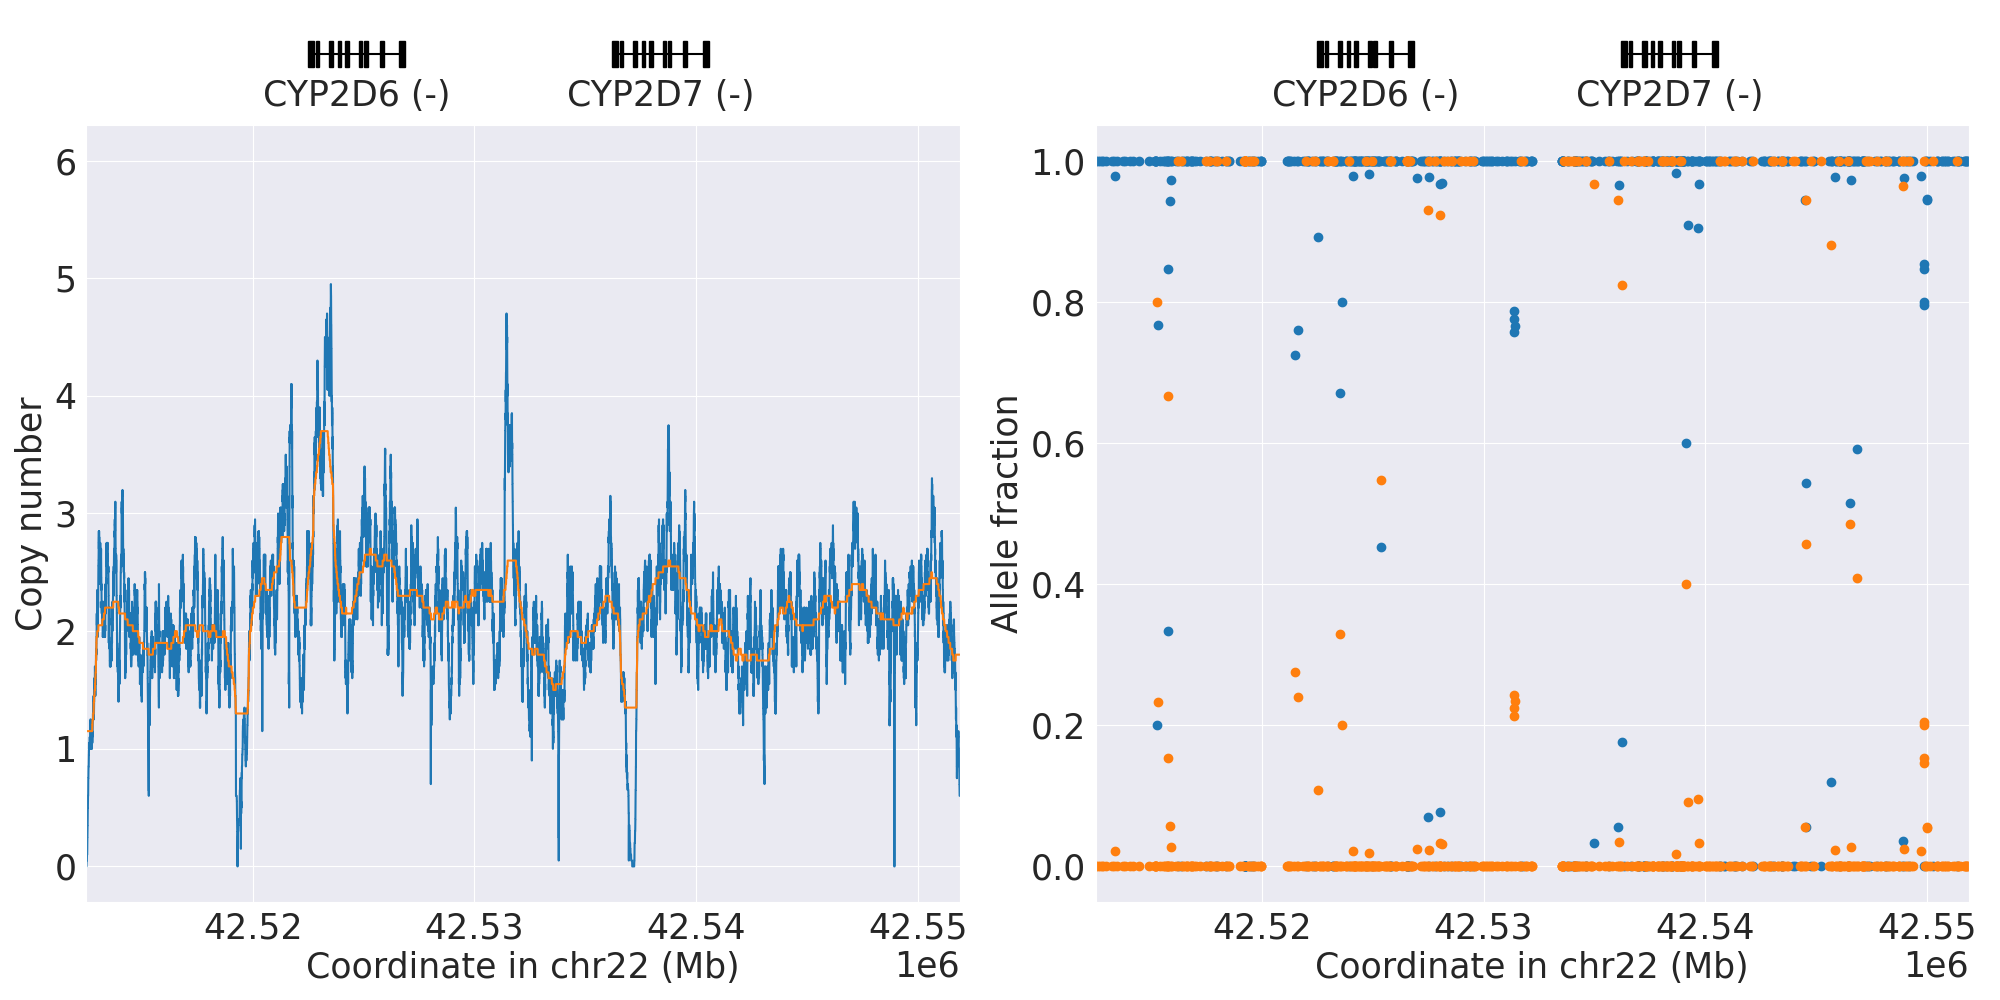 CYP2D6 (-) CYP2D7 (-)
6
5
4
3
2
1
0
Copy number
42.52 42.53 42.54 42.55
Coordinate in chr22 (Mb)
1e6
CYP2D6 (-) CYP2D7 (-)
1.0
0.8
0.6
0.4
0.2
0.0
Allele fraction
42.52 42.53 42.54 42.55
Coordinate in chr22 (Mb)
1e6